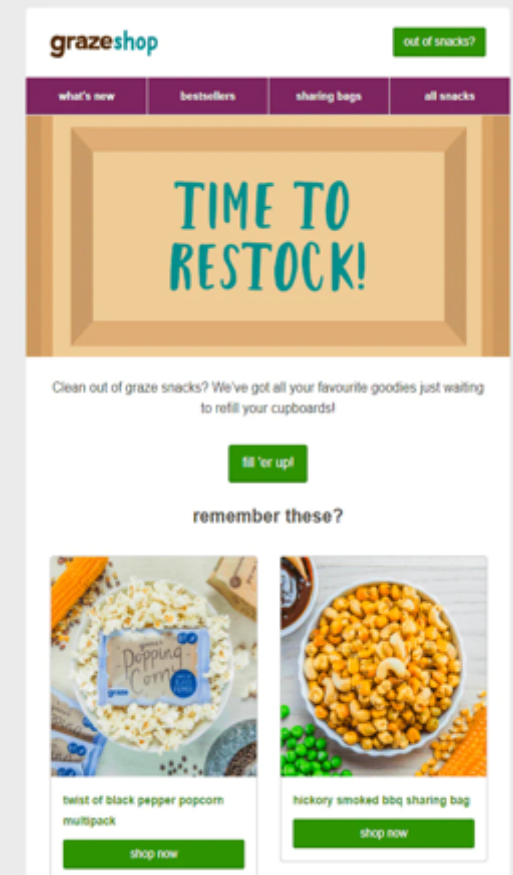 grazeshop
out of snacks?
what's new
bestsellers
sharing bags
all snacks
TIME TO
RESTOCK!
Clean out of graze snacks? We've got all your favourite goodies just waiting
to refill your cupboards!
fill 'er up!
remember these?
Popping
Corn
graze
twist of black pepper popcorn
multipack
shop now
hickory smoked bbq sharing bag
shop now